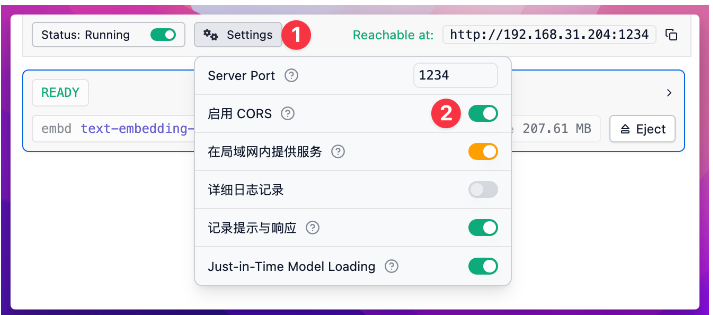 Status: Running
Settings
1
Reachable at:
http://192.168.31.204:1234
Server Port
1234
READY
启用 CORS
2
embd text-embedding-
207.61 MB
Eject
在局域网内提供服务
详细日志记录
记录提示与响应
Just-in-Time Model Loading